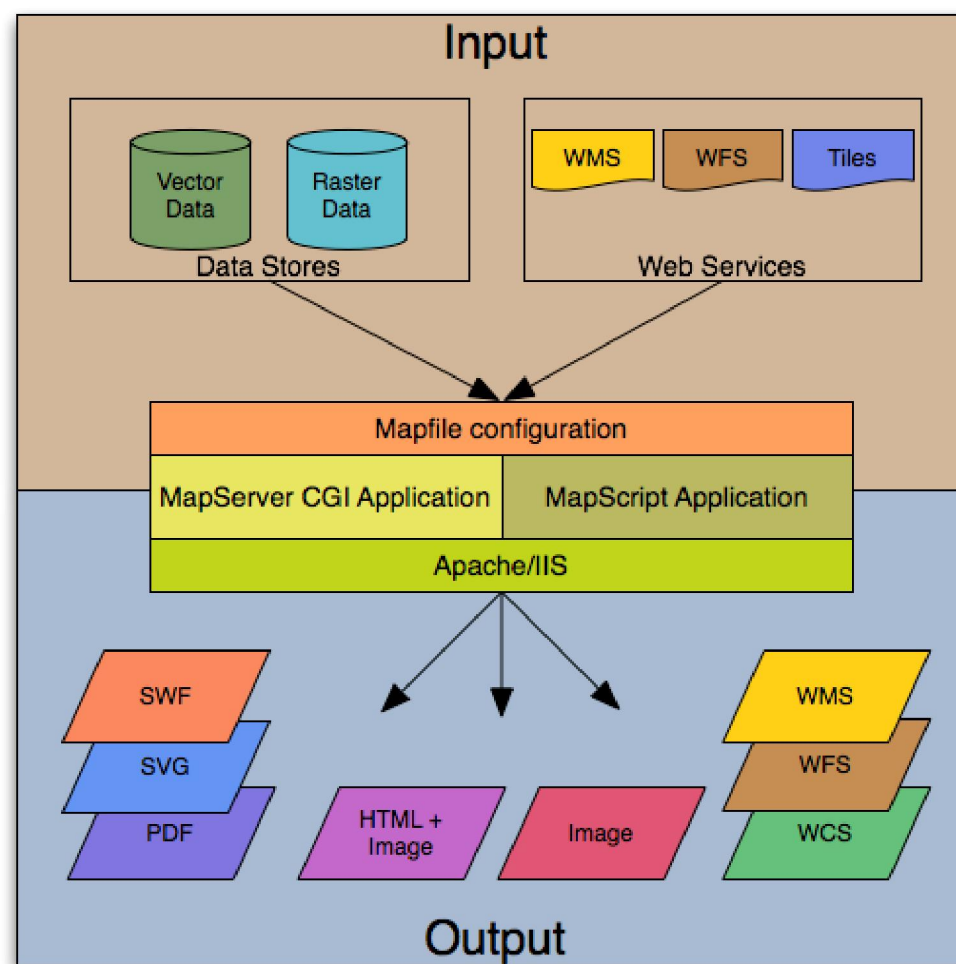 Input
Vector
Data
Raster
Data
Data Stores
WMS
WFS
Tiles
Web Services
Mapfile configuration
MapServer CGI Application
MapScript Application
Apache/IIS
SWF
SVG
PDF
HTML +
Image
Image
WMS
WFS
WCS
Output